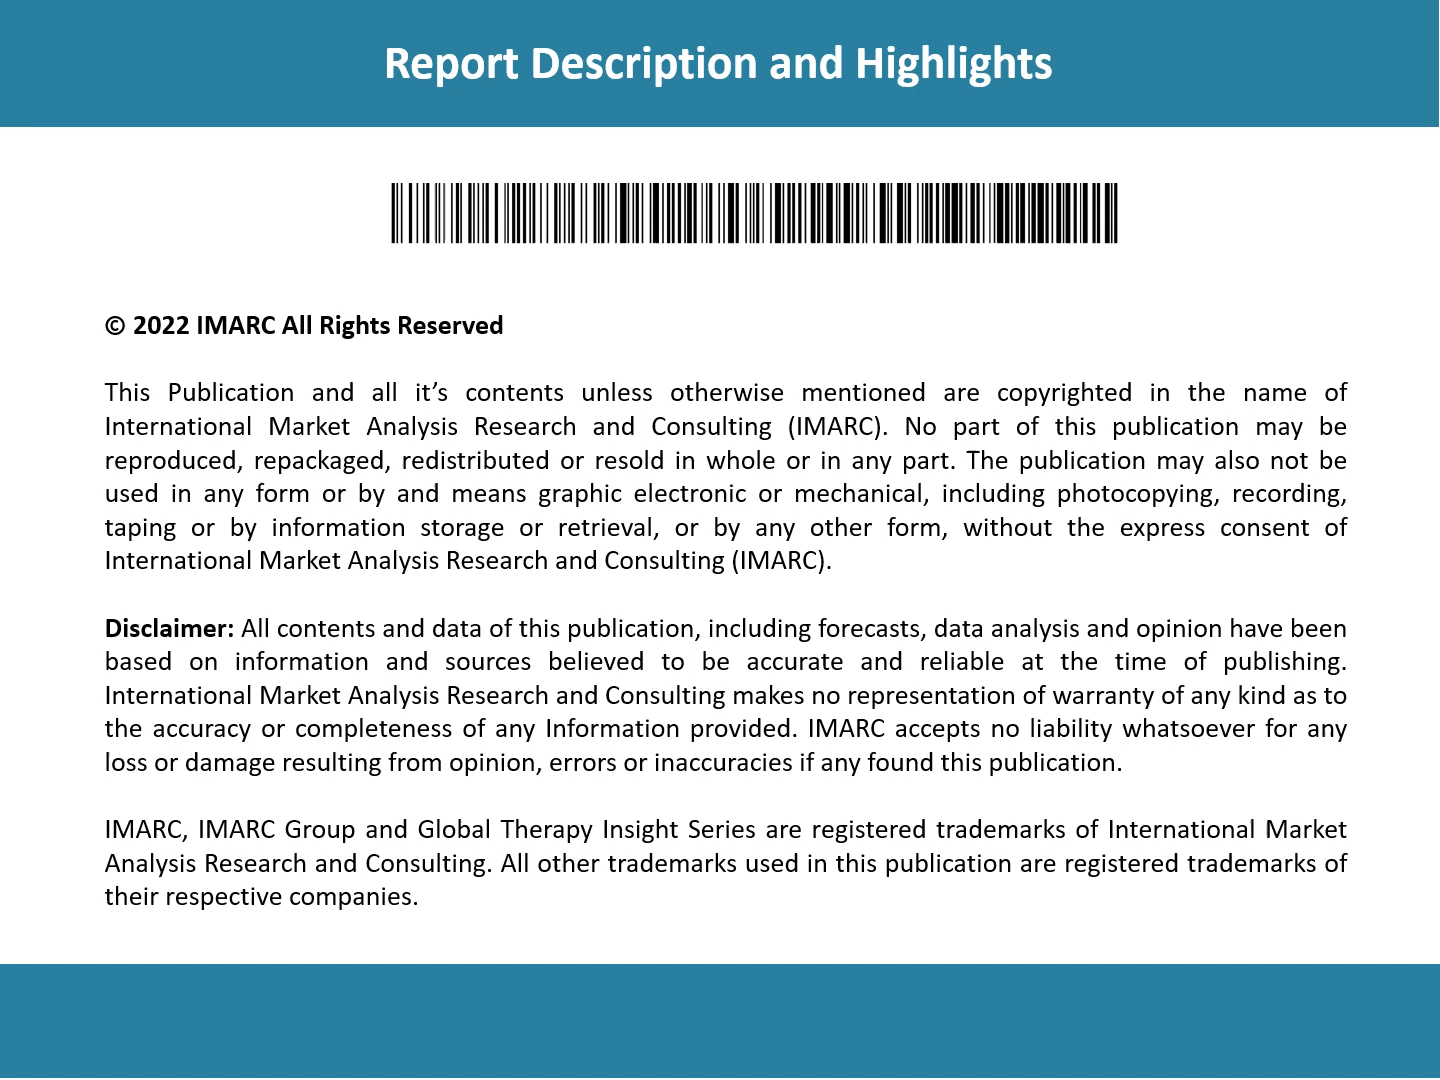 Report Description and Highlights
© 2022 IMARC All Rights Reserved
This Publication and all it’s contents unless otherwise mentioned are copyrighted in the name of
International Market Analysis Research and Consulting (IMARC). No part of this publication may be
reproduced, repackaged, redistributed or resold in whole or in any part. The publication may also not be
used in any form or by and means graphic electronic or mechanical, including photocopying, recording,
taping or by information storage or retrieval, or by any other form, without the express consent of
International Market Analysis Research and Consulting (IMARC).
Disclaimer: All contents and data of this publication, including forecasts, data analysis and opinion have been
based on information and sources believed to be accurate and reliable at the time of publishing.
International Market Analysis Research and Consulting makes no representation of warranty of any kind as to
the accuracy or completeness of any Information provided. IMARC accepts no liability whatsoever for any
loss or damage resulting from opinion, errors or inaccuracies if any found this publication.
IMARC, IMARC Group and Global Therapy Insight Series are registered trademarks of International Market
Analysis Research and Consulting. All other trademarks used in this publication are registered trademarks of
their respective companies.